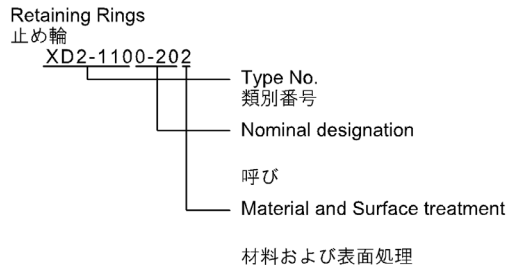 Retaining Rings
止め輪
XD2-1100-202
Type No.
類別番号
Nominal designation
呼び
Material and Surface treatment
材料および表面処理